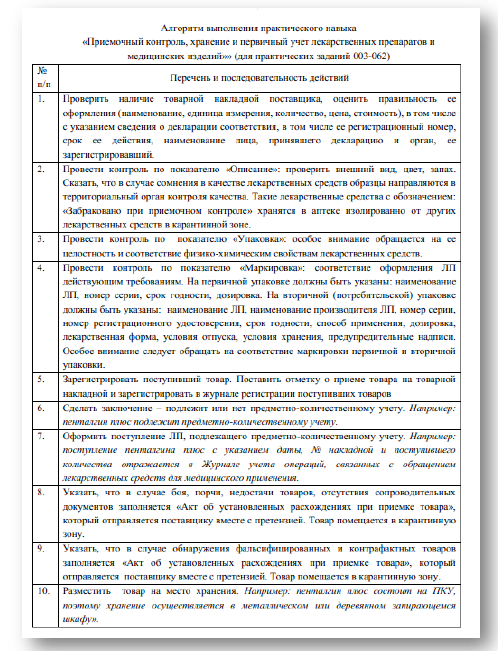 Алгоритм выполнения практического навыка
«Приемочный контроль, хранение и первичный учет лекарственных препаратов и
медицинских изделий»» (для практических заданий 003-062)
№
п/п
Перечень и последовательность действий
1. Проверить наличие товарной накладной поставщика, оценить правильность ее
оформления (наименование, единица измерения, количество, цена, стоимость), в том числе
с указанием сведения о декларации соответствия, в том числе ее регистрационный номер,
срок ее действия, наименование лица, принявшего декларацию и орган, ее
зарегистрировавший.
2. Провести контроль по показателю «Описание»: проверить внешний вид, цвет, запах.
Сказать, что в случае сомнения в качестве лекарственных средств образцы направляются в
территориальный орган контроля качества. Такие лекарственные средства с обозначением:
«Забраковано при приемочном контроле» хранятся в аптеке изолированно от других
лекарственных средств в карантинной зоне.
3. Провести контроль по показателю «Упаковка»: особое внимание обращается на ее
целостность и соответствие физико-химическим свойствам лекарственных средств.
4. Провести контроль по показателю «Маркировка»: соответствие оформления ЛП
действующим требованиям. На первичной упаковке должны быть указаны: наименование
ЛП, номер серии, срок годности, дозировка. На вторичной (потребительской) упаковке
должны быть указаны: наименование ЛП, наименование производителя ЛП, номер серии,
номер регистрационного удостоверения, срок годности, способ применения, дозировка,
лекарственная форма, условия отпуска, условия хранения, предупредительные надписи.
Особое внимание следует обращать на соответствие маркировки первичной и вторичной
упаковки.
5. Зарегистрировать поступивший товар. Поставить отметку о приеме товара на товарной
накладной и зарегистрировать в журнале регистрации поступивших товаров
6. Сделать заключение – подлежит или нет предметно-количественному учету. Например:
пенталгин плюс подлежит предметно-количественному учету.
7. Оформить поступление ЛП, подлежащего предметно-количественному учету. Например:
поступление пенталгина плюс с указанием даты, № накладной и поступившего
количества отражается в Журнале учета операций, связанных с обращением
лекарственных средств для медицинского применения.
8. Указать, что в случае боя, порчи, недостачи товаров, отсутствия сопроводительных
документов заполняется «Акт об установленных расхождениях при приемке товара»,
который отправляется поставщику вместе с претензией. Товар помещается в карантинную
зону.
9. Указать, что в случае обнаружения фальсифицированных и контрафактных товаров
заполняется «Акт об установленных расхождениях при приемке товара», который
отправляется поставщику вместе с претензией. Товар помещается в карантинную зону.
10. Разместить товар на место хранения. Например: пенталгин плюс состоит на ПКУ,
поэтому хранение осуществляется в металлическом или деревянном запирающемся
шкафу».